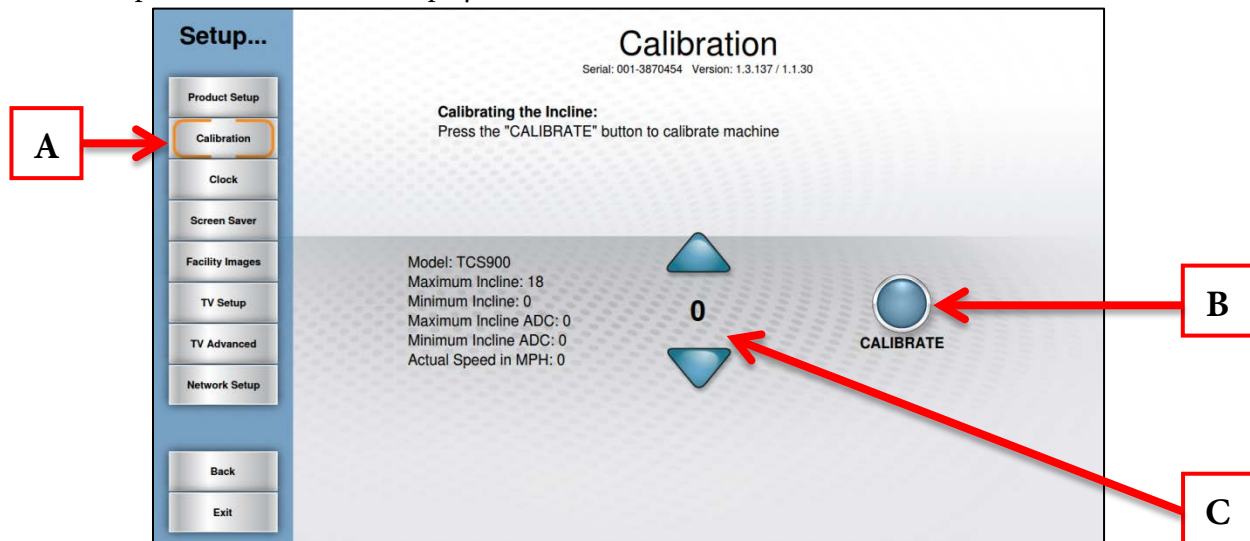 Setup...
Product Setup
Calibration
Clock
Screen Saver
Facility Images
TV Setup
TV Advanced
Network Setup
Back
Exit
Calibration
Serial: 001-3870454 Version: 1.3.137 / 1.1.30
Calibrating the Incline:
Press the "CALIBRATE" button to calibrate machine
Model: TCS900
Maximum Incline: 18
Minimum Incline: 0
Maximum Incline ADC: 0
Minimum Incline ADC: 0
Actual Speed in MPH: 0
0
CALIBRATE
A
B
C